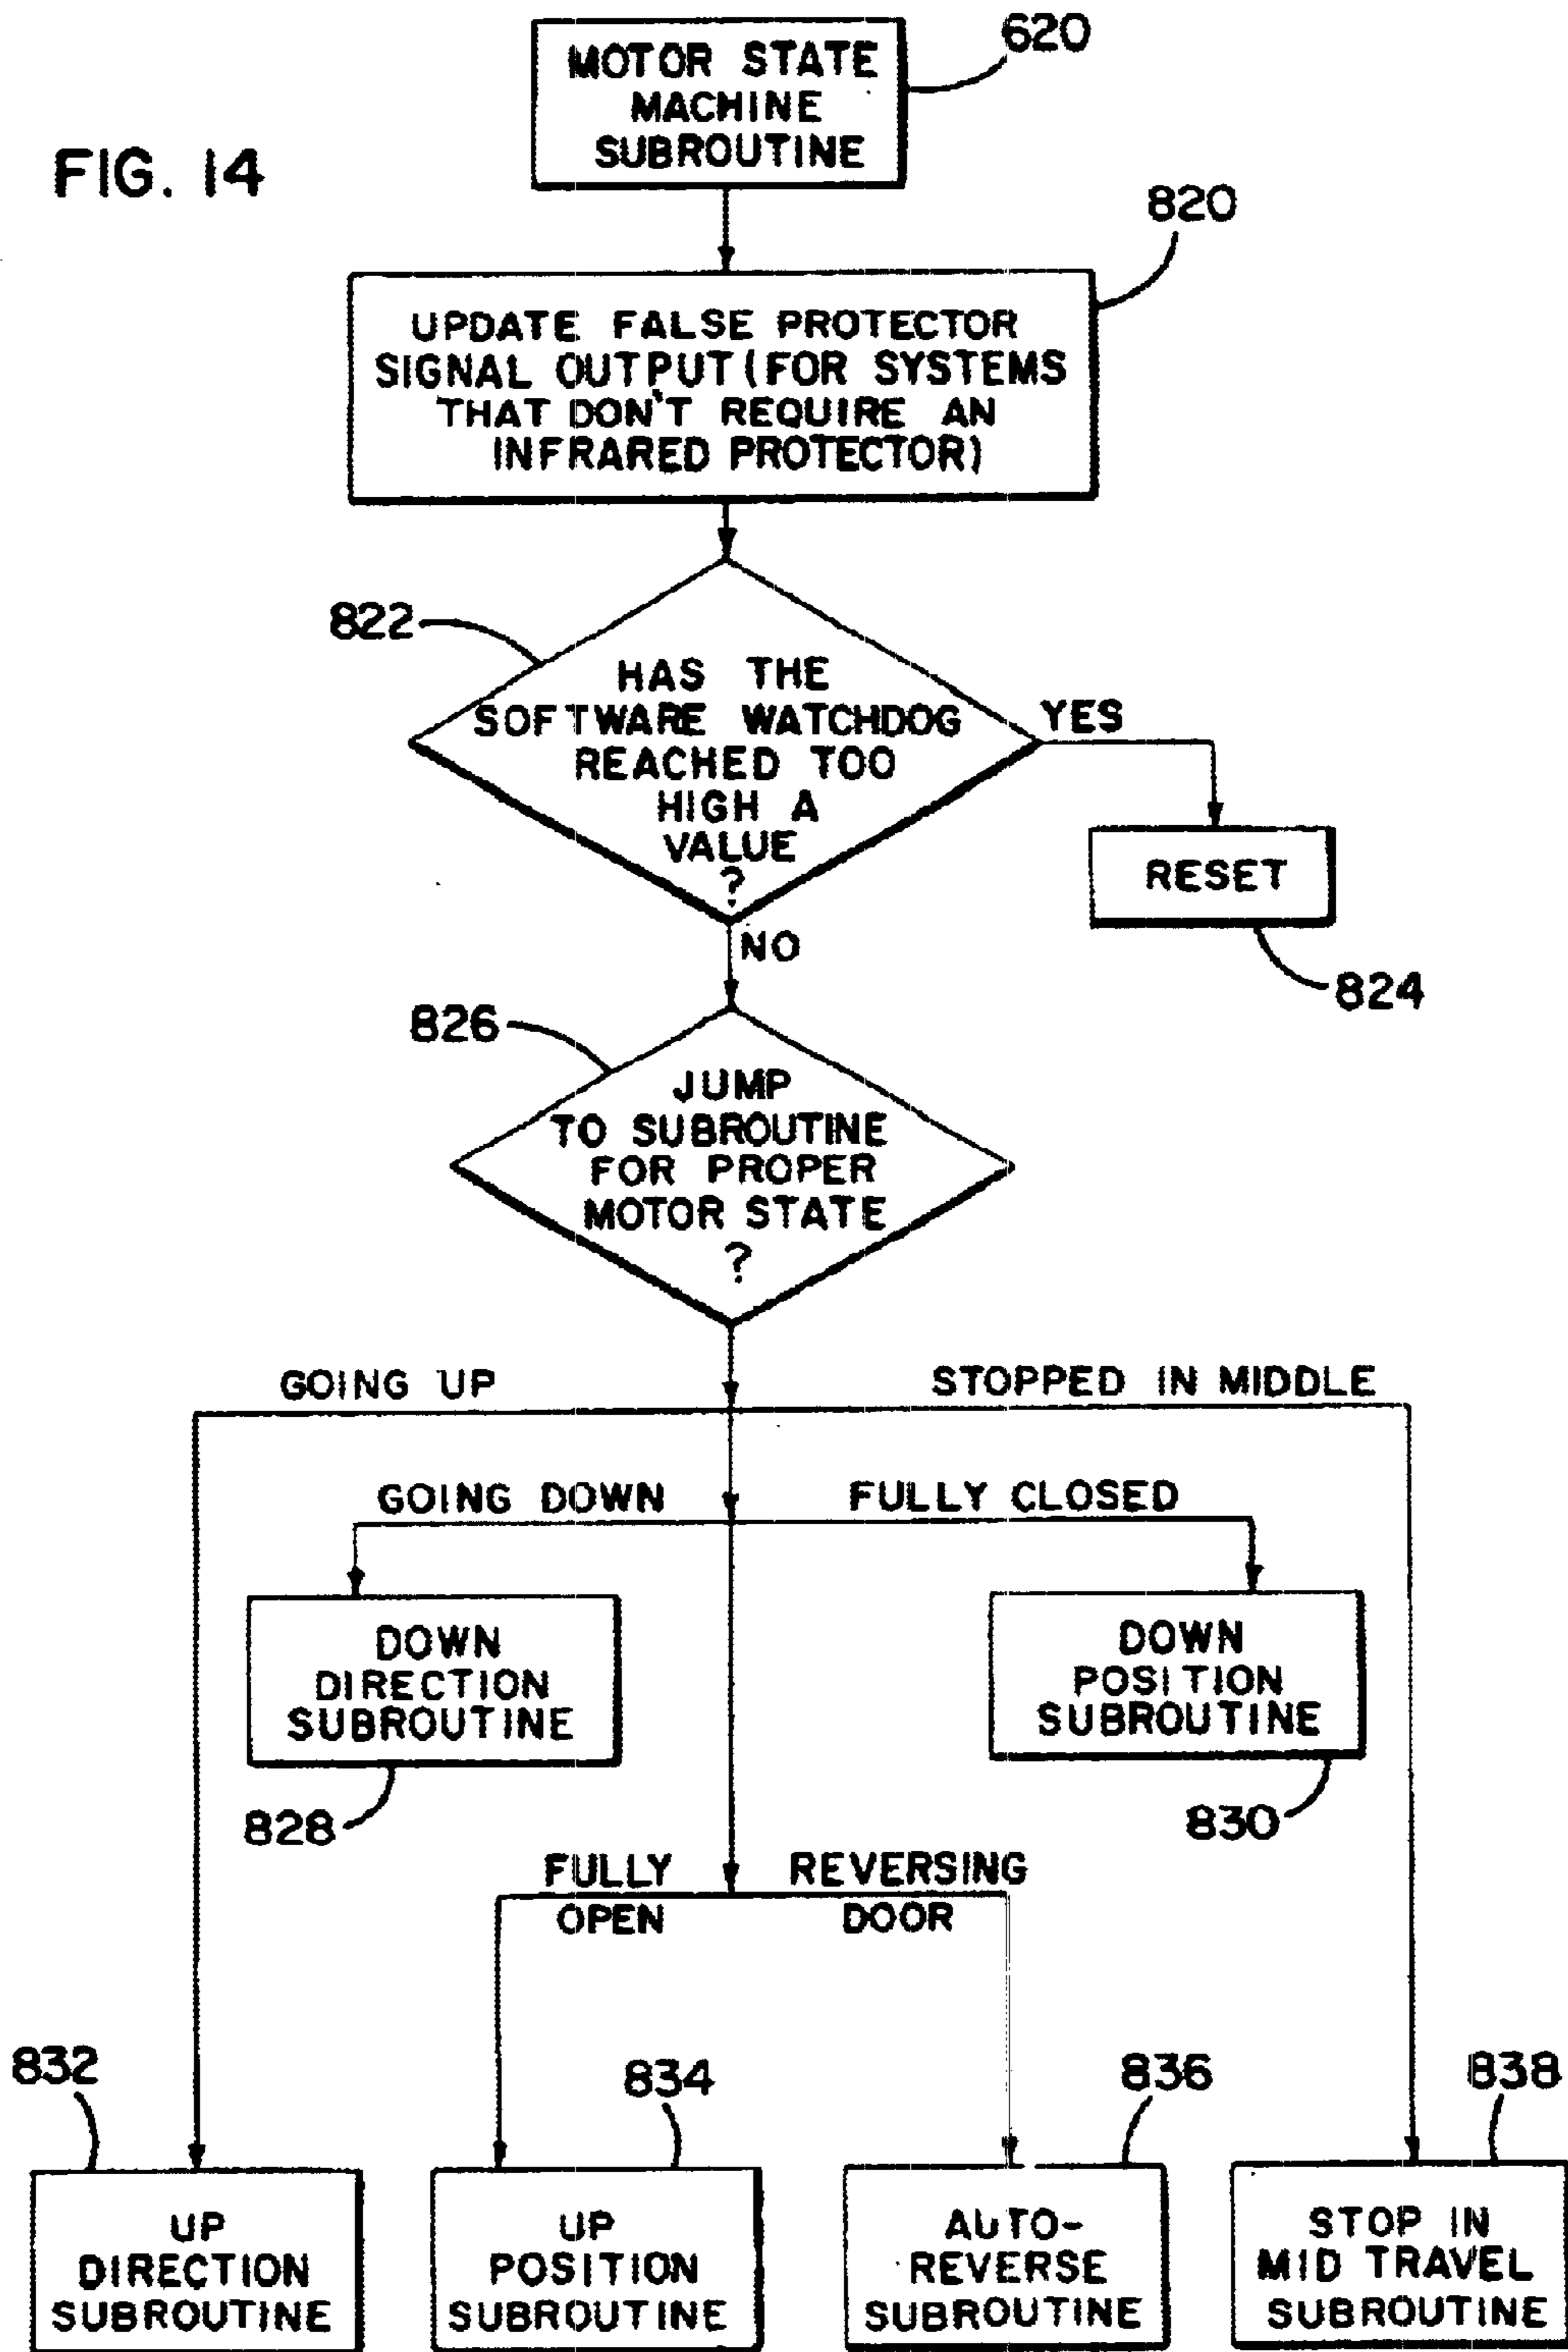 FIG. 14
MOTOR STATE
MACHINE
SUBROUTINE
620
820
UPDATE FALSE PROTECTOR
SIGNAL OUTPUT (FOR SYSTEMS
THAT DON'T REQUIRE AN
INFRARED PROTECTOR)
822
HAS THE
SOFTWARE WATCHDOG
REACHED TOO
HIGH A
VALUE
?
YES
RESET
824
NO
826
JUMP
TO SUBROUTINE
FOR PROPER
MOTOR STATE
?
GOING UP
STOPPED IN MIDDLE
GOING DOWN
FULLY CLOSED
DOWN
DIRECTION
SUBROUTINE
828
DOWN
POSITION
SUBROUTINE
830
FULLY
OPEN
REVERSING
DOOR
832
834
836
838
UP
DIRECTION
SUBROUTINE
UP
POSITION
SUBROUTINE
AUTO-
REVERSE
SUBROUTINE
STOP IN
MID TRAVEL
SUBROUTINE